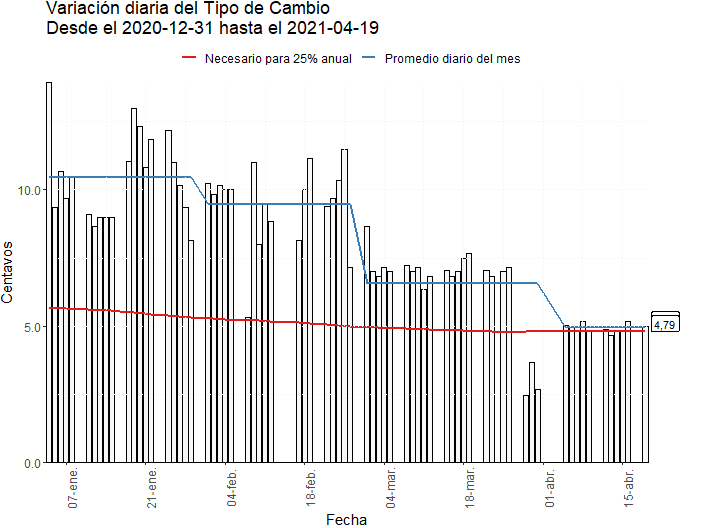 Variación diaria del Tipo de Cambio
Desde el 2020-12-31 hasta el 2021-04-19
Necesario para 25% anual
Promedio diario del mes
Centavos
10.0
5.0
0.0
4,79
07-ene.
21-ene.
04-feb.
18-feb.
04-mar.
18-mar.
01-abr.
15-abr.
Fecha